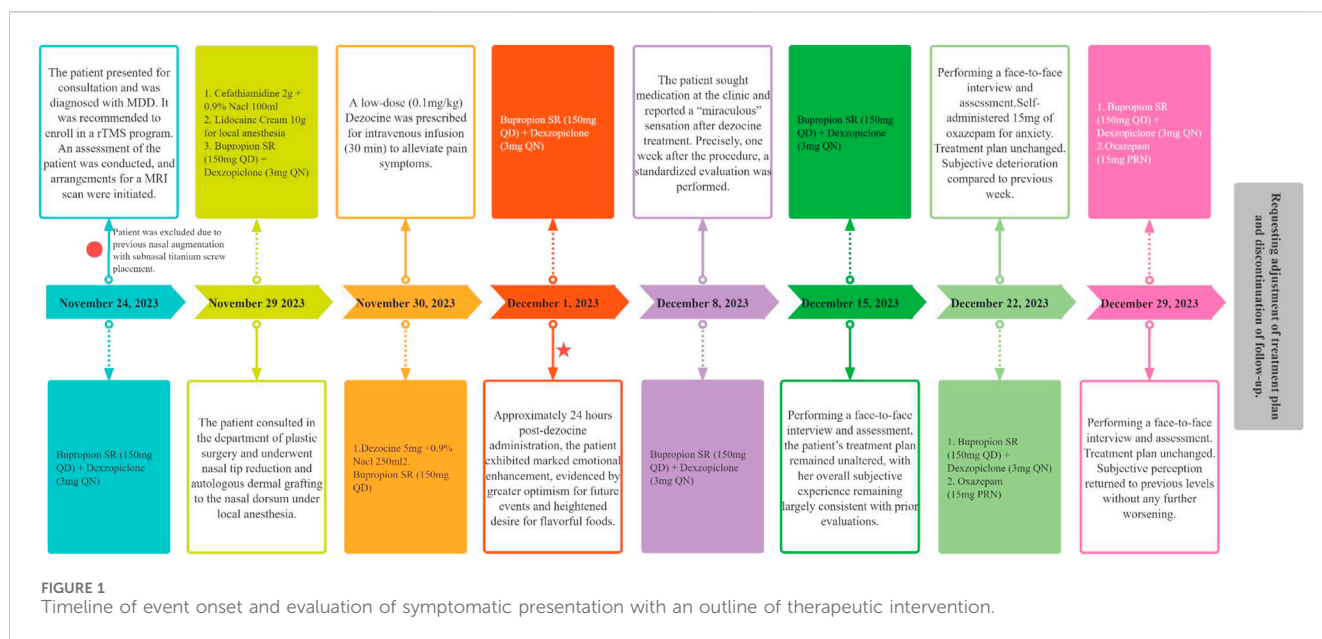 The patient presented for
consultation and was
diagnosed with MDD. It
was recommended to
enroll in a rTMS program.
An assessment of the
patient was conducted, and
arrangements for a MRI
scan were initiated.
1. Cefathiamidine 2g +
0.9% Nacl 100ml
2. Lidocaine Cream 10g
for local anesthesia
3. Bupropion SR
(150mg QD) +
Dexzopiclone (3mg QN)
A low-dose (0.1mg/kg)
Dezocine was prescribed
for intravenous infusion
(30 min) to alleviate pain
symptoms.
Bupropion SR (150mg
QD) + Dexzopiclone
(3mg QN)
The patient sought
medication at the clinic and
reported a “miraculous”
sensation after dezocine
treatment. Precisely, one
week after the procedure, a
standardized evaluation was
performed.
Bupropion SR (150mg
QD) + Dexzopiclone
(3mg QN)
Performing a face-to-face
interview and
assessment.Self-
administered 15mg of
oxazepam for anxiety.
Treatment plan unchanged.
Subjective deterioration
compared to previous
week.
1. Bupropion SR
(150mg QD) +
Dexzopiclone (3mg QN)
2.Oxazepam
(15mg PRN)
Patient was excluded due to
previous nasal augmentation
with subnasal titanium screw
placement.
November 24, 2023
November 29 2023
November 30, 2023
December 1, 2023
December 8, 2023
December 15, 2023
December 22, 2023
December 29, 2023
Requesting adjustment of treatment plan
and discontinuation of follow-up.
Bupropion SR (150mg
QD) + Dexzopiclone
(3mg QN)
The patient consulted in
the department of plastic
surgery and underwent
nasal tip reduction and
autologous dermal grafting
to the nasal dorsum under
local anesthesia.
1.Dezocine 5mg +0.9%
Nacl 250ml2.
Bupropion SR (150mg
QD)
Approximately 24 hours
post-dezocine
administration, the patient
exhibited marked emotional
enhancement, evidenced by
greater optimism for future
events and heightened
desire for flavorful foods.
Bupropion SR (150mg
QD) + Dexzopiclone
(3mg QN)
Performing a face-to-face
interview and assessment,
the patient’s treatment plan
remained unaltered, with
her overall subjective
experience remaining
largely consistent with prior
evaluations.
1. Bupropion SR
(150mg QD) +
Dexzopiclone (3mg QN)
2. Oxazepam
(15mg PRN)
Performing a face-to-face
interview and assessment.
Treatment plan unchanged.
Subjective perception
returned to previous levels
without any further
worsening.
FIGURE 1
Timeline of event onset and evaluation of symptomatic presentation with an outline of therapeutic intervention.